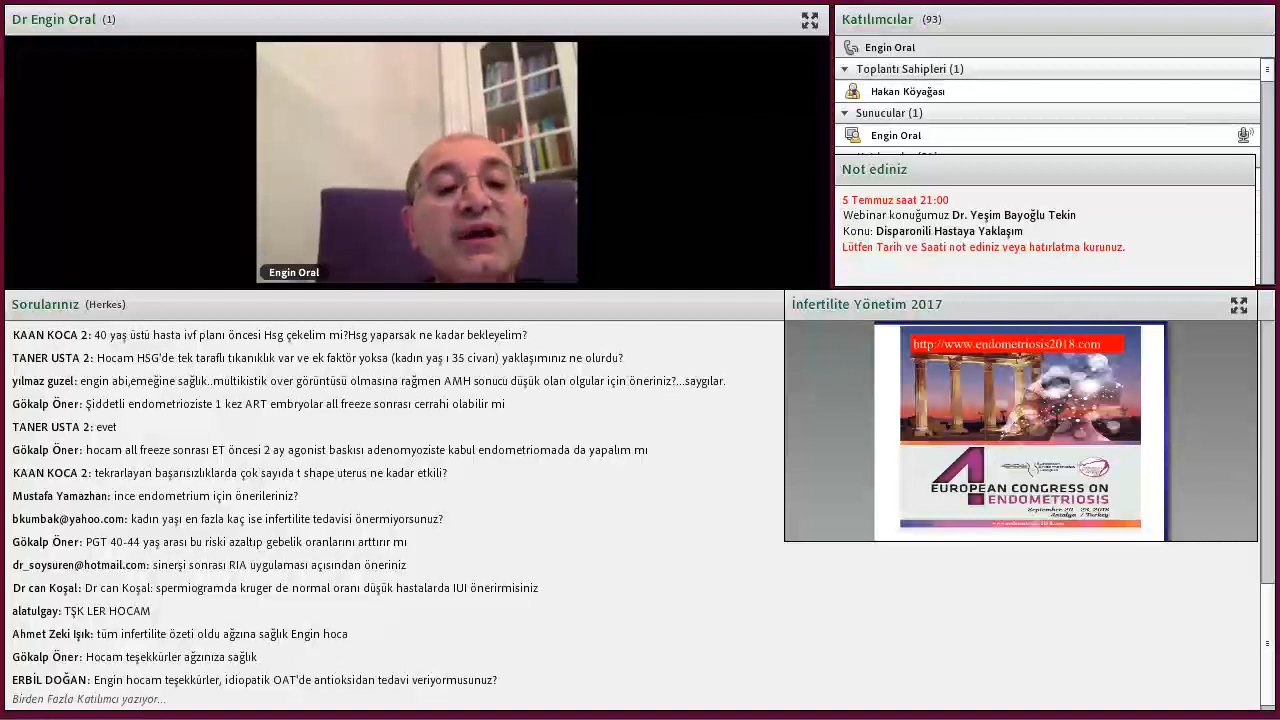 Dr Engin Oral (1)
Engin Oral
Katılımcılar (93)
Engin Oral
Toplantı Sahipleri (1)
Hakan Köyağası
Sunucular (1)
Engin Oral
Not ediniz
5 Temmuz saat 21:00
Webinar konuğumuz Dr. Yeşim Bayoğlu Tekin
Konu: Disparonili Hastaya Yaklaşım
Lütfen Tarih ve Saati not ediniz veya hatırlatma kurunuz.
Sorularınız (Herkes)
KAAN KOCA 2: 40 yaş üstü hasta ivf planı öncesi Hsg çekelim mi?Hsg yaparsak ne kadar bekleyelim?
TANER USTA 2: Hocam HSG'de tek taraflı tıkanıklık var ve ek faktör yoksa (kadın yaş ı 35 civarı) yaklaşımınız ne olurdu?
yılmaz guzel: engin abi,emeğine sağlık..multikistik over görüntüsü olmasına rağmen AMH sonucu düşük olan olgular için öneriniz?...saygılar.
Gökalp Öner: Şiddetli endometrioziste 1 kez ART embryolar all freeze sonrası cerrahi olabilir mi
TANER USTA 2: evet
Gökalp Öner: hocam all freeze sonrası ET öncesi 2 ay agonist baskısı adenomyoziste kabul endometriomada da yapalım mı
KAAN KOCA 2: tekrarlayan başarısızlıklarda çok sayıda t shape uterus ne kadar etkili?
Mustafa Yamazhan: ince endometrium için önerilenniz?
bkumbak@yahoo.com: kadın yaşı en fazla kaç ise infertilite tedavisine alıyorsunuz?
Gökalp Öner: PGT 40-44 yaş arası bu riski azaltıp gebelik oranlarını arttırır mı
dr_soysuren@hotmail.com: sinerşi sonrası RIA uygulaması açısından öneriniz
Dr can Koşal: Dr can Koşal: spermiogramda kruger de normal oranı düşük hastalarda IUI önerirmisiniz
alatulgay: TŞK LER HOCAM
Ahmet Zeki Işık: tüm infertilite özeti oldu ağzına sağlık Engin hoca
Gökalp Öner: Hocam teşekkürler ağzınıza sağlık
ERBİL DOĞAN: Engin hocam teşekkürler, idiopatik OAT'de antioksidan tedavi veriyormusunuz?
Birden Fazla Katılımcı yazıyor...
İnfertilite Yönetim 2017
http://www.endometriosis2018.com
4
EUROPEAN CONGRESS ON
ENDOMETRIOSIS
September 20 - 23, 2018
Antalya / Turkey
www.endometriosis2018.com